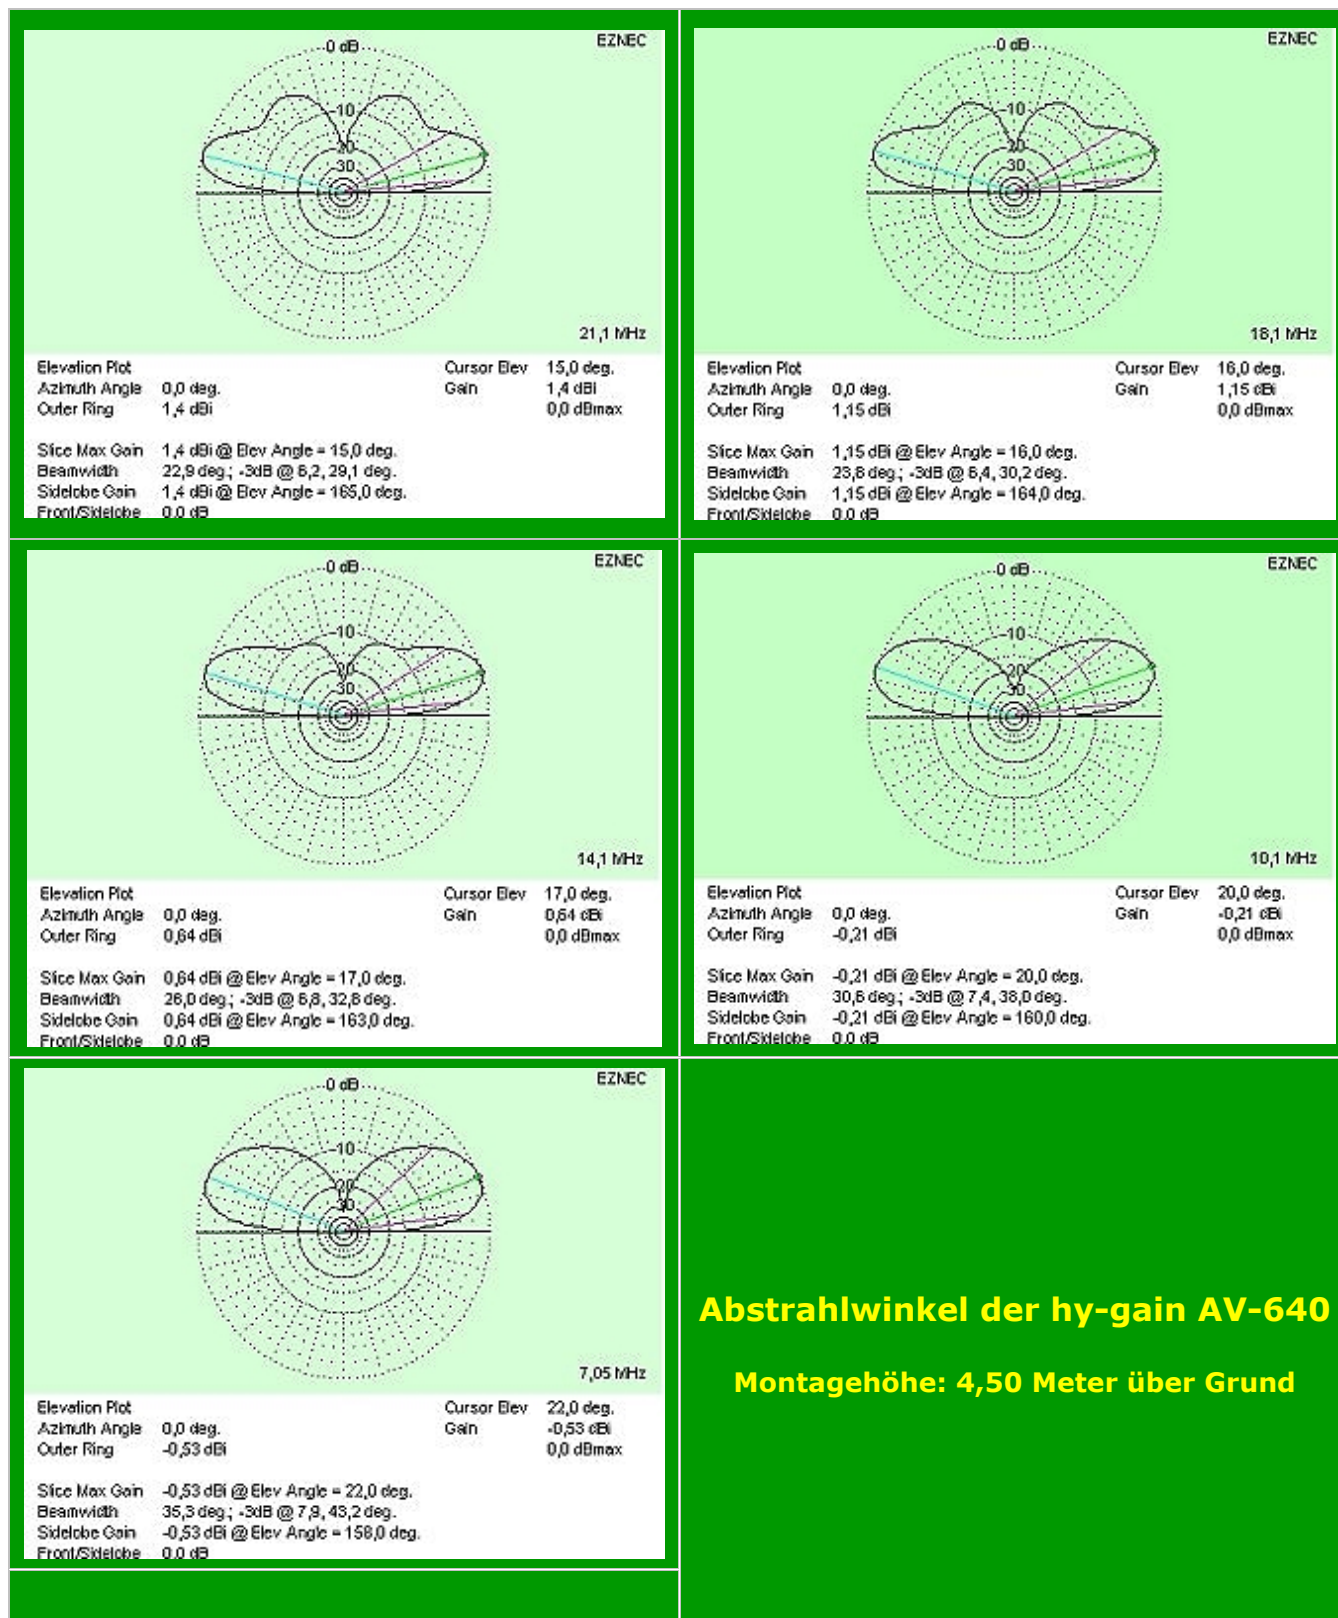 0 dB
EZNEC
-10
20
30
21,1 MHz
Elevation Plot
Cursor Elev 15,0 deg.
Azimuth Angle 0,0 deg.
Gain 1,4 dBi
Outer Ring 1,4 dBi
0,0 dBmax
Slice Max Gain 1,4 dBi @ Elev Angle = 15,0 deg.
Beamwidth 22,9 deg.; -3dB @ 6,2, 29,1 deg.
Sidelobe Gain 1,4 dBi @ Elev Angle = 165,0 deg.
Front/Sidelobe 0,0 dB
0 dB
EZNEC
-10
20
30
18,1 MHz
Elevation Plot
Cursor Elev 16,0 deg.
Azimuth Angle 0,0 deg.
Gain 1,15 dBi
Outer Ring 1,15 dBi
0,0 dBmax
Slice Max Gain 1,15 dBi @ Elev Angle = 16,0 deg.
Beamwidth 23,8 deg.; -3dB @ 6,4, 30,2 deg.
Sidelobe Gain 1,15 dBi @ Elev Angle = 164,0 deg.
Front/Sidelobe 0,0 dB
0 dB
EZNEC
-10
20
30
14,1 MHz
Elevation Plot
Cursor Elev 17,0 deg.
Azimuth Angle 0,0 deg.
Gain 0,64 dBi
Outer Ring 0,64 dBi
0,0 dBmax
Slice Max Gain 0,64 dBi @ Elev Angle = 17,0 deg.
Beamwidth 26,0 deg.; -3dB @ 6,8, 32,8 deg.
Sidelobe Gain 0,64 dBi @ Elev Angle = 163,0 deg.
Front/Sidelobe 0,0 dB
0 dB
EZNEC
-10
20
30
10,1 MHz
Elevation Plot
Cursor Elev 20,0 deg.
Azimuth Angle 0,0 deg.
Gain -0,21 dBi
Outer Ring -0,21 dBi
0,0 dBmax
Slice Max Gain -0,21 dBi @ Elev Angle = 20,0 deg.
Beamwidth 30,6 deg.; -3dB @ 7,4, 38,0 deg.
Sidelobe Gain -0,21 dBi @ Elev Angle = 160,0 deg.
Front/Sidelobe 0,0 dB
0 dB
EZNEC
-10
20
30
7,05 MHz
Elevation Plot
Cursor Elev 22,0 deg.
Azimuth Angle 0,0 deg.
Gain -0,53 dBi
Outer Ring -0,53 dBi
0,0 dBmax
Slice Max Gain -0,53 dBi @ Elev Angle = 22,0 deg.
Beamwidth 35,3 deg.; -3dB @ 7,9, 43,2 deg.
Sidelobe Gain -0,53 dBi @ Elev Angle = 158,0 deg.
Front/Sidelobe 0,0 dB
Abstrahlwinkel der hy-gain AV-640
Montagehöhe: 4,50 Meter über Grund